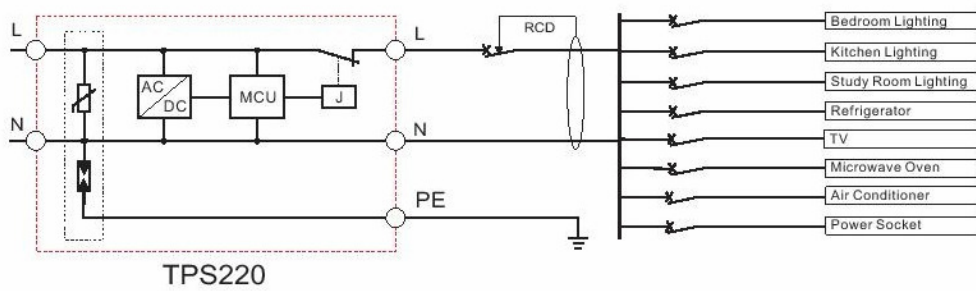 L
L
RCD
Bedroom Lighting
Kitchen Lighting
Study Room Lighting
Refrigerator
TV
Microwave Oven
Air Conditioner
Power Socket
AC
DC
MCU
J
N
N
PE
TPS220